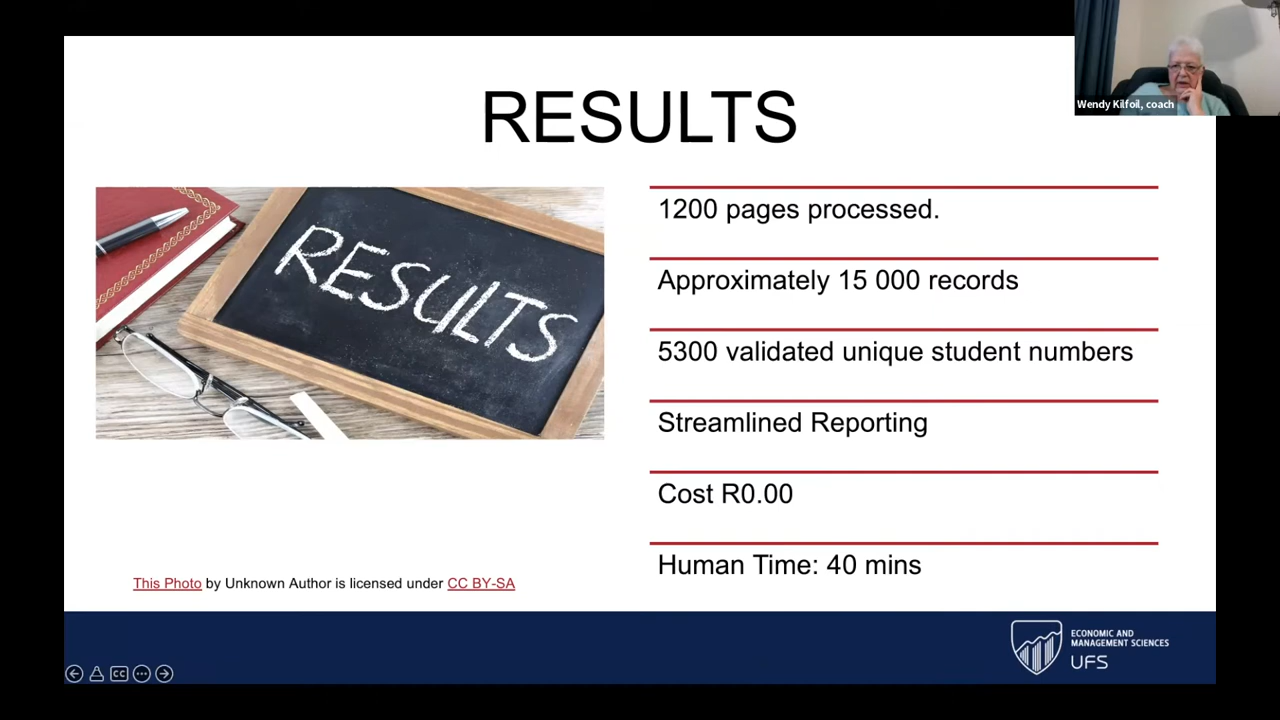 Wendy Kilfoil, coach
RESULTS
RESULTS
1200 pages processed.
Approximately 15 000 records
5300 validated unique student numbers
Streamlined Reporting
Cost R0.00
Human Time: 40 mins
This Photo by Unknown Author is licensed under CC BY-SA
ECONOMIC AND
MANAGEMENT SCIENCES
UFS
CC